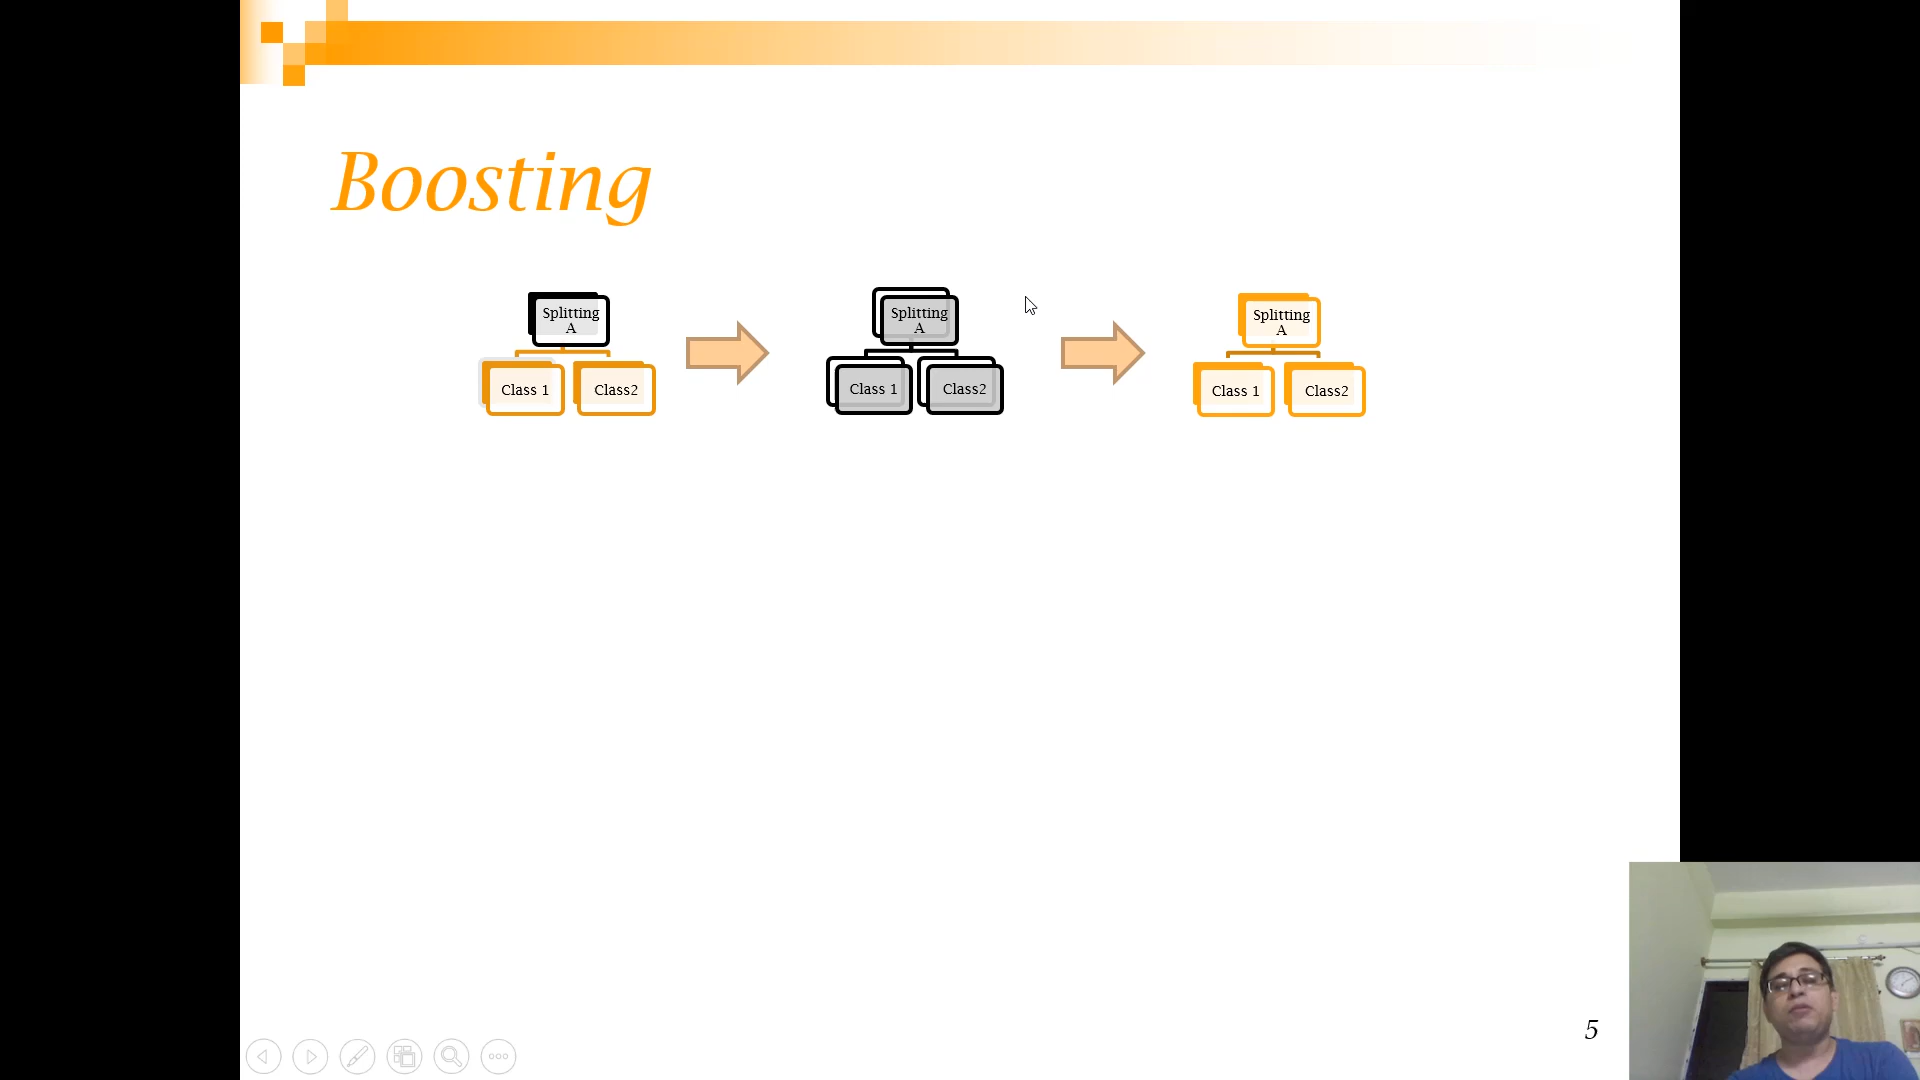 Boosting
Splitting
A
Class 1
Class2
Splitting
A
Class 1
Class2
Splitting
A
Class 1
Class2
5